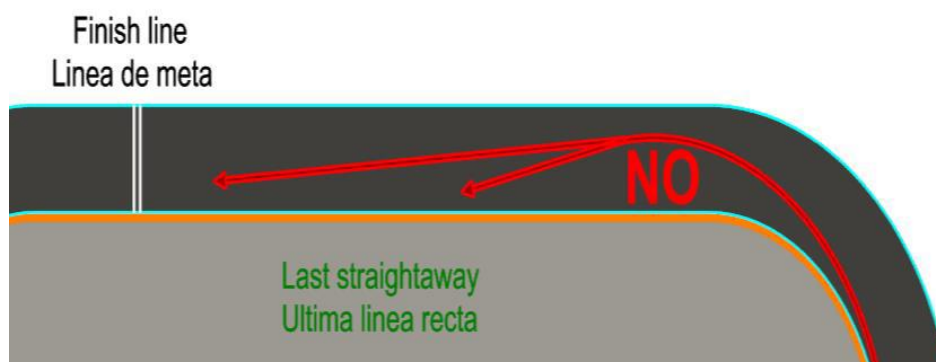 Finish line
Linea de meta
NO
Last straightaway
Ultima linea recta